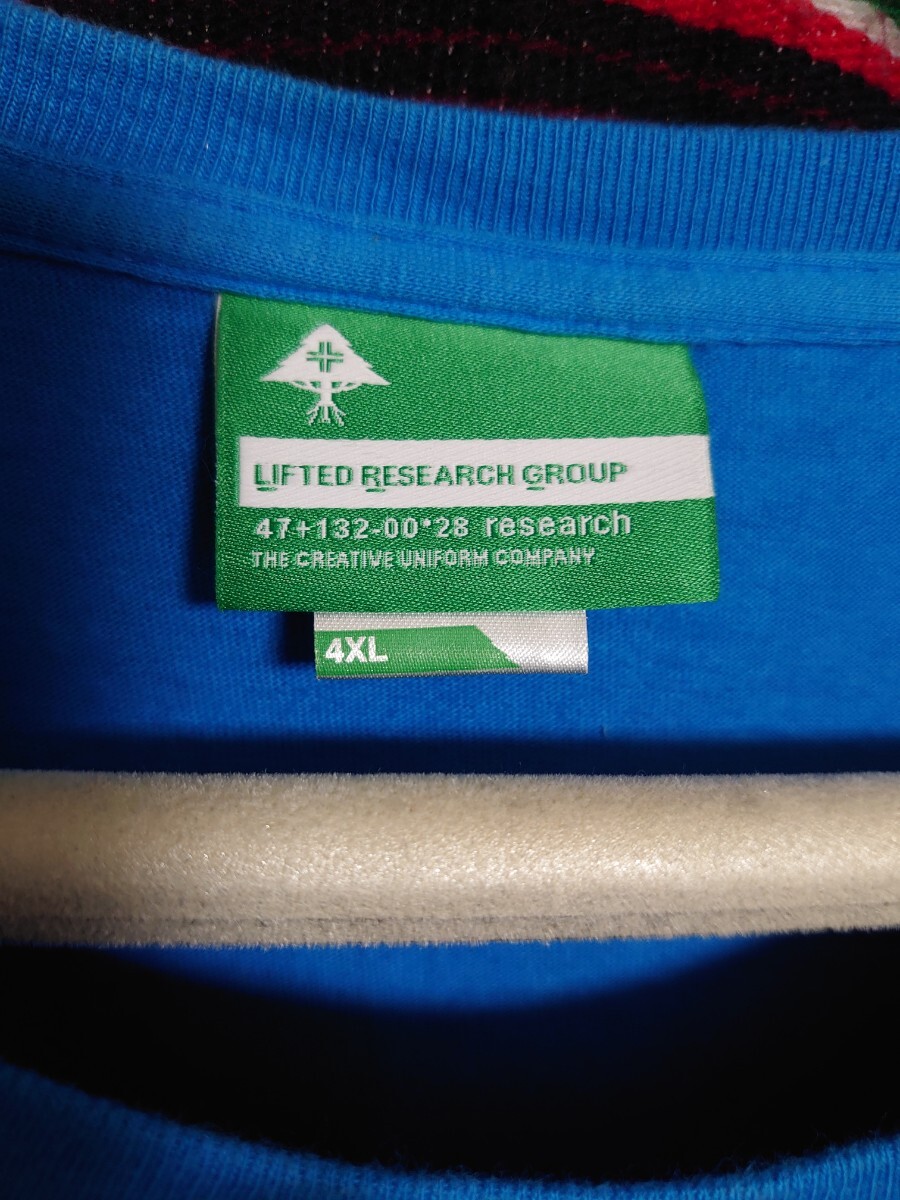 LIFTED RESEARCH GROUP
47+132-00*28 research
THE CREATIVE UNIFORM COMPANY
4XL